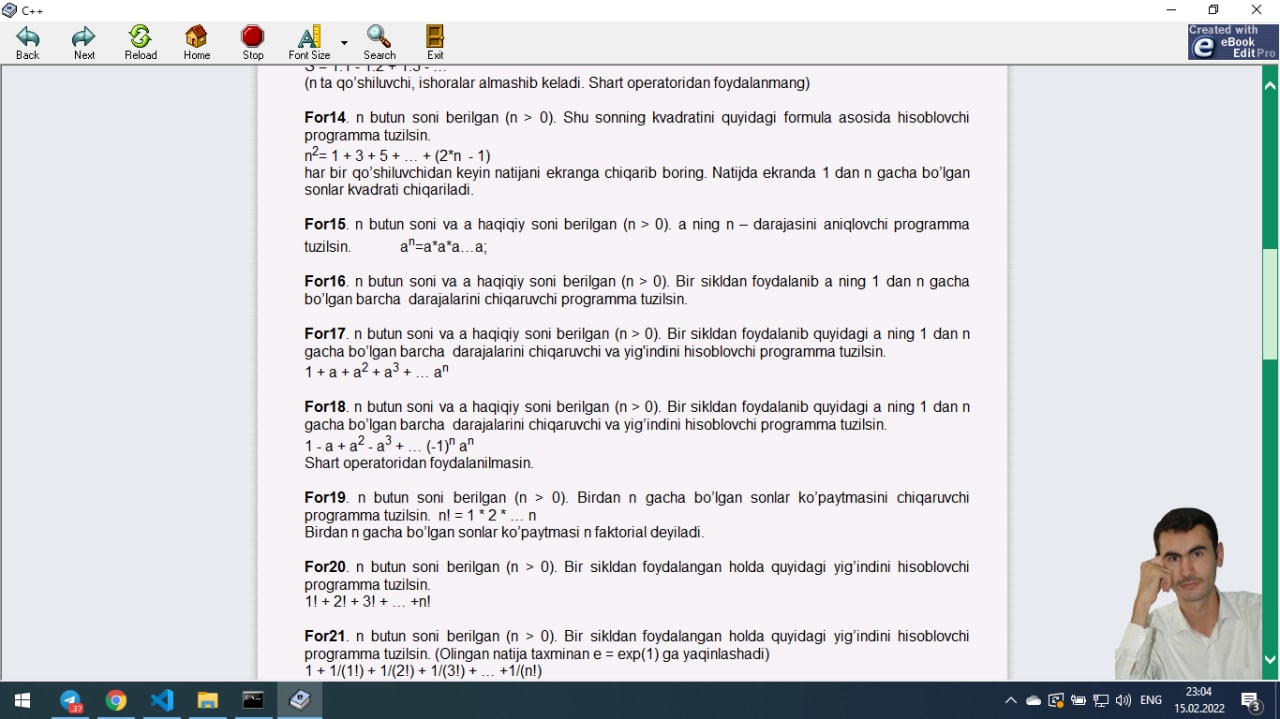 C++
Back Next Reload Home Stop Font Size Search Exit
Created with
eBook
EditPro
S = 1.1 - 1.2 + 1.3 - …
(n ta qo’shiluvchi, ishoralar almashib keladi. Shart operatoridan foydalanmang)
For14. n butun soni berilgan (n > 0). Shu sonning kvadratini quyidagi formula asosida hisoblovchi
programma tuzilsin.
n²= 1 + 3 + 5 + … + (2*n - 1)
har bir qo’shiluvchidan keyin natijani ekranga chiqarib boring. Natijda ekranda 1 dan n gacha bo’lgan
sonlar kvadrati chiqariladi.
For15. n butun soni va a haqiqiy soni berilgan (n > 0). a ning n – darajasini aniqlovchi programma
tuzilsin. aⁿ=a*a*a…a;
For16. n butun soni va a haqiqiy soni berilgan (n > 0). Bir sikldan foydalanib a ning 1 dan n gacha
bo’lgan barcha darajalarini chiqaruvchi programma tuzilsin.
For17. n butun soni va a haqiqiy soni berilgan (n > 0). Bir sikldan foydalanib quyidagi a ning 1 dan n
gacha bo’lgan barcha darajalarini chiqaruvchi va yig’indini hisoblovchi programma tuzilsin.
1 + a + a² + a³ + … aⁿ
For18. n butun soni va a haqiqiy soni berilgan (n > 0). Bir sikldan foydalanib quyidagi a ning 1 dan n
gacha bo’lgan barcha darajalarini chiqaruvchi va yig’indini hisoblovchi programma tuzilsin.
1 - a + a² - a³ + … (-1)ⁿ aⁿ
Shart operatoridan foydalanilmasin.
For19. n butun soni berilgan (n > 0). Birdan n gacha bo’lgan sonlar ko’paytmasini chiqaruvchi
programma tuzilsin. n! = 1 * 2 * … n
Birdan n gacha bo’lgan sonlar ko’paytmasi n faktorial deyiladi.
For20. n butun soni berilgan (n > 0). Bir sikldan foydalangan holda quyidagi yig’indini hisoblovchi
programma tuzilsin.
1! + 2! + 3! + … +n!
For21. n butun soni berilgan (n > 0). Bir sikldan foydalangan holda quyidagi yig’indini hisoblovchi
programma tuzilsin. (Olingan natija taxminan e = exp(1) ga yaqinlashadi)
1 + 1/(1!) + 1/(2!) + 1/(3!) + … +1/(n!)
37
ENG
23:04
15.02.2022
3